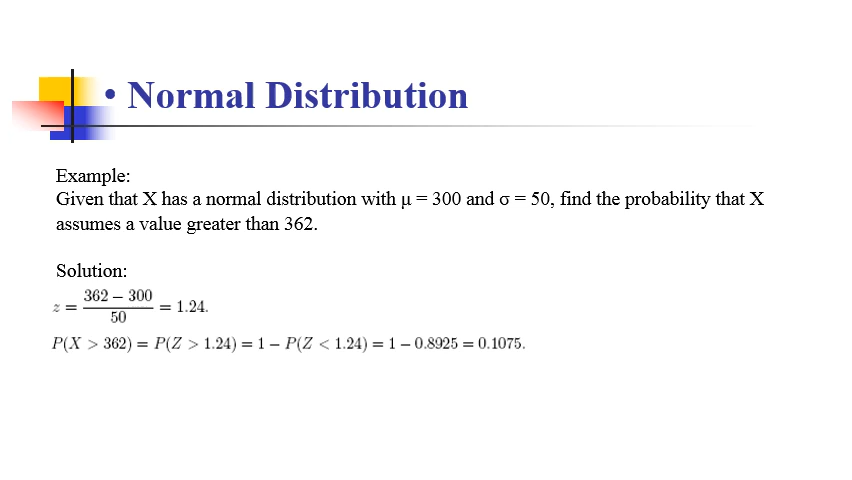 • Normal Distribution
Example:
Given that X has a normal distribution with μ = 300 and σ = 50, find the probability that X
assumes a value greater than 362.
Solution:
z = \frac{362 − 300}{50} = 1.24.
P(X > 362) = P(Z > 1.24) = 1 − P(Z < 1.24) = 1 − 0.8925 = 0.1075.